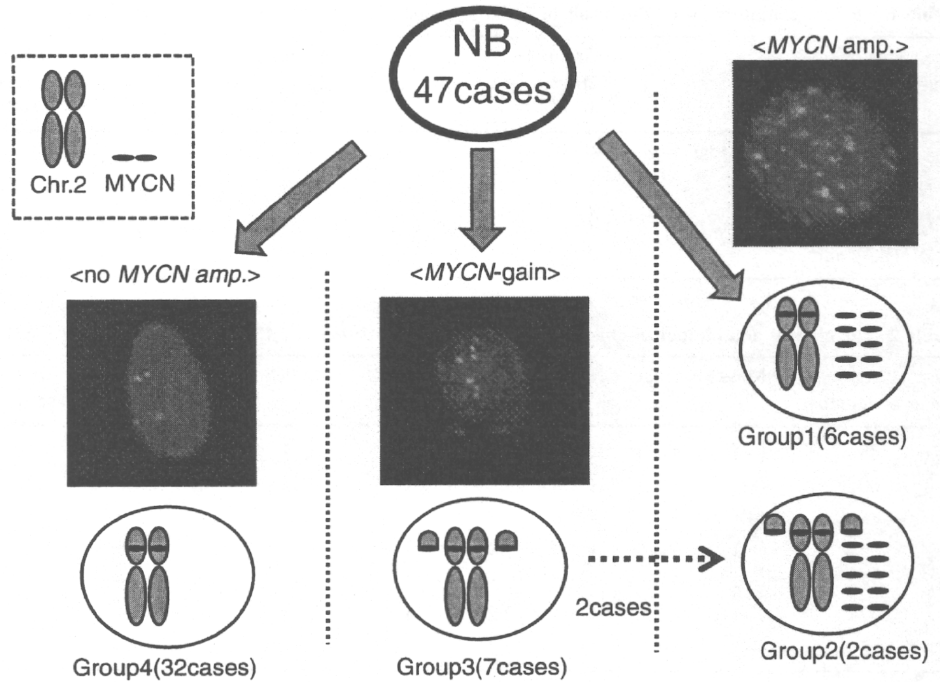 NB
47cases
<MYCN amp.>
Chr.2 MYCN
<no MYCN amp.>
<MYCN-gain>
Group1(6cases)
2cases
Group4(32cases)
Group3(7cases)
Group2(2cases)